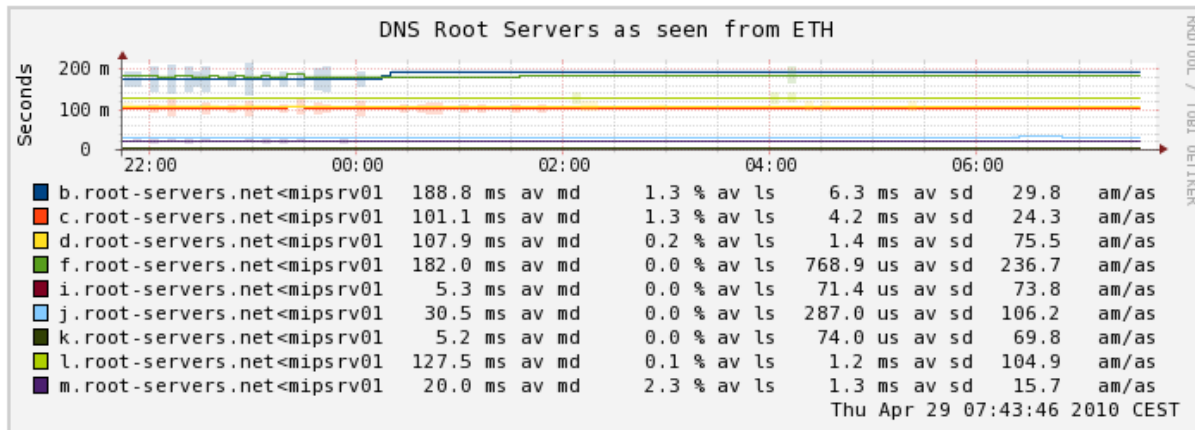 DNS Root Servers as seen from ETH
RRDTOOL / TOBI OETIKER
Seconds
200 m
100 m
0
22:00 00:00 02:00 04:00 06:00
b.root-servers.net<mipsrv01 188.8 ms av md 1.3 % av ls 6.3 ms av sd 29.8 am/as
c.root-servers.net<mipsrv01 101.1 ms av md 1.3 % av ls 4.2 ms av sd 24.3 am/as
d.root-servers.net<mipsrv01 107.9 ms av md 0.2 % av ls 1.4 ms av sd 75.5 am/as
f.root-servers.net<mipsrv01 182.0 ms av md 0.0 % av ls 768.9 us av sd 236.7 am/as
i.root-servers.net<mipsrv01 5.3 ms av md 0.0 % av ls 71.4 us av sd 73.8 am/as
j.root-servers.net<mipsrv01 30.5 ms av md 0.0 % av ls 287.0 us av sd 106.2 am/as
k.root-servers.net<mipsrv01 5.2 ms av md 0.0 % av ls 74.0 us av sd 69.8 am/as
l.root-servers.net<mipsrv01 127.5 ms av md 0.1 % av ls 1.2 ms av sd 104.9 am/as
m.root-servers.net<mipsrv01 20.0 ms av md 2.3 % av ls 1.3 ms av sd 15.7 am/as
Thu Apr 29 07:43:46 2010 CEST